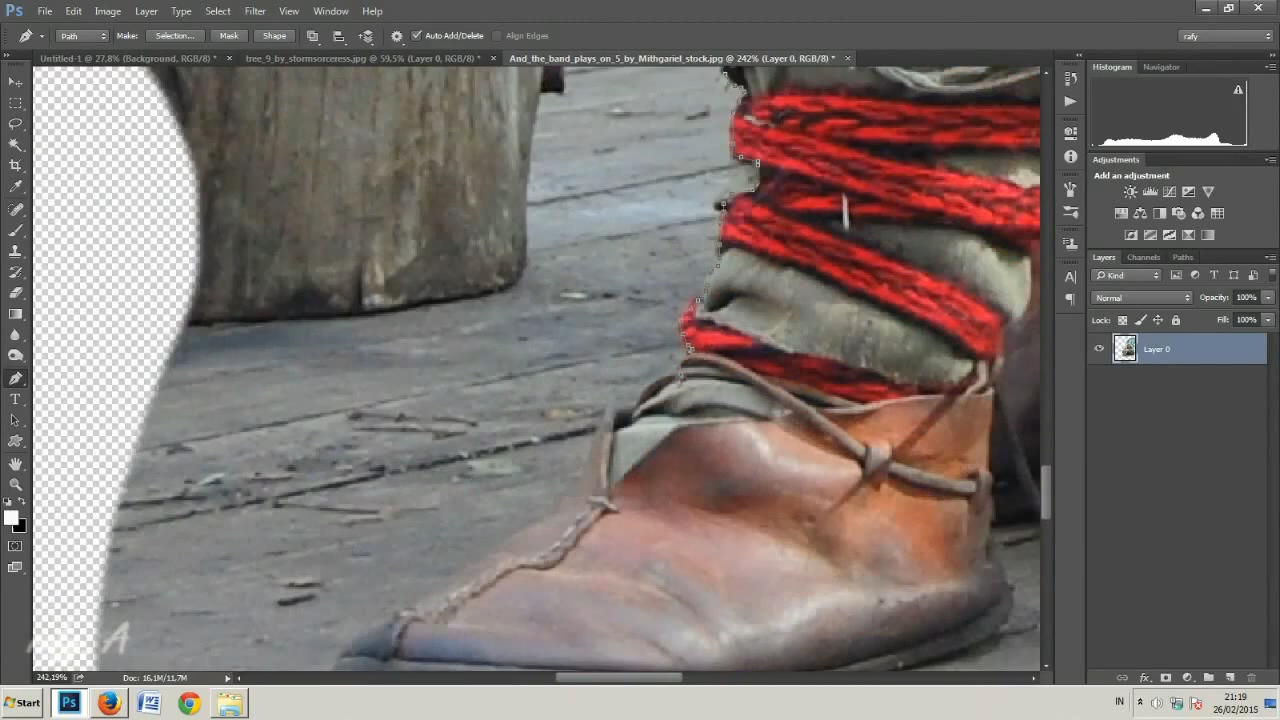 Ps File Edit Image Layer Type Select Filter View Window Help
Path Make: Selection... Mask Shape Auto Add/Delete Align Edges rafy
Untitled-1 @ 27,8% (Background, RGB/8) * × tree_9_by_stormsorceress.jpg @ 59,5% (Layer 0, RGB/8) * × And_the_band_plays_on_5_by_Mithgariel_stock.jpg @ 242% (Layer 0, RGB/8) * ×
Histogram Navigator
Adjustments
Add an adjustment
Layers Channels Paths
Kind
Normal Opacity: 100%
Lock: Fill: 100%
Layer 0
242,19% Doc: 16,1M/11,7M
Start Ps IN 21:19
26/02/2015